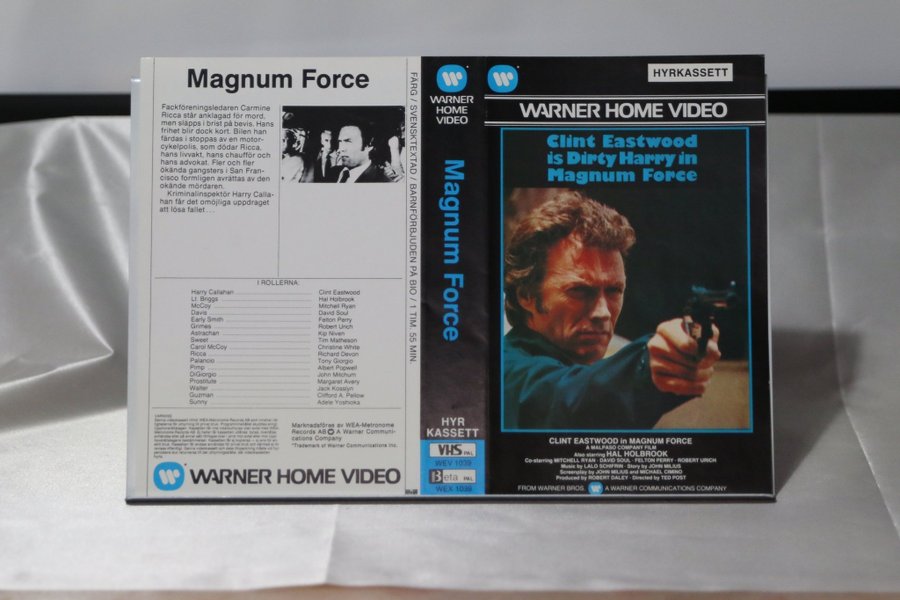 Magnum Force
Fackföreningsledaren Carmine
Ricca står anklagad för mord,
men släpps i brist på bevis. Hans
frihet blir dock kort. Bilen han
färdas i stoppas av en motor-
cykelpolis, som dödar Ricca,
hans livvakt, hans chaufför och
hans advokat. Fler och fler
ökända gangsters i San Fran-
cisco formligen avrättas av den
okände mördaren.
Kriminalinspektör Harry Calla-
han får det omöjliga uppdraget
att lösa fallet...
I ROLLERNA:
Harry Callahan Clint Eastwood
Lt. Briggs Hal Holbrook
McCoy Mitchell Ryan
Davis David Soul
Early Smith Felton Perry
Grimes Robert Urich
Astrachan Kip Niven
Sweet Tim Matheson
Carol McCoy Christine White
Ricca Richard Devon
Palancio Tony Giorgio
Pimp Albert Popwell
DiGiorgio John Mitchum
Prostitute Margaret Avery
Walter Jack Kosslyn
Guzman Clifford A. Pellow
Sunny Adele Yoshioka
Marknadsföres av WEA-Metronome
Records AB A Warner Communi-
cations Company
*Trademark of Warner Communications Inc.
WARNER HOME VIDEO
FÄRG / SVENSKTEXTAD / BARNFÖRBJUDEN PÅ BIO / 1 TIM. 55 MIN.
WARNER
HOME
VIDEO
Magnum Force
HYR
KASSETT
VHS PAL
WEV 1039
Beta PAL
WEX 1039
HYRKASSETT
WARNER HOME VIDEO
Clint Eastwood
is Dirty Harry in
Magnum Force
CLINT EASTWOOD in MAGNUM FORCE
A MALPASO COMPANY FILM
Also starring HAL HOLBROOK
Co-starring MITCHELL RYAN · DAVID SOUL · FELTON PERRY · ROBERT URICH
Music by LALO SCHIFRIN · Story by JOHN MILIUS
Screenplay by JOHN MILIUS and MICHAEL CIMINO
Produced by ROBERT DALEY · Directed by TED POST
FROM WARNER BROS. A WARNER COMMUNICATIONS COMPANY